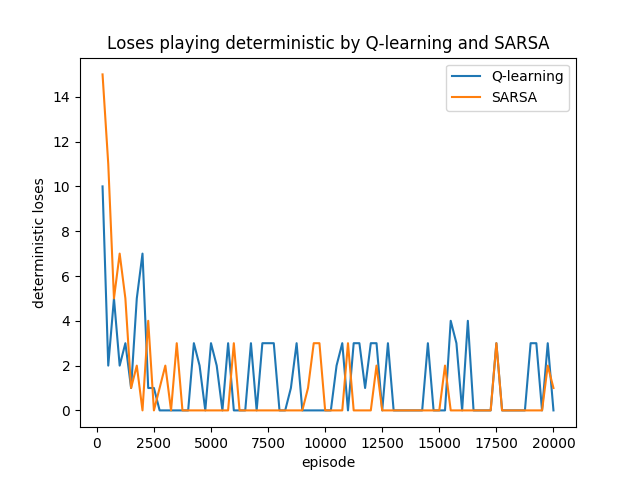 Loses playing deterministic by Q-learning and SARSA
Q-learning
SARSA
deterministic loses
14
12
10
8
6
4
2
0
0 2500 5000 7500 10000 12500 15000 17500 20000
episode